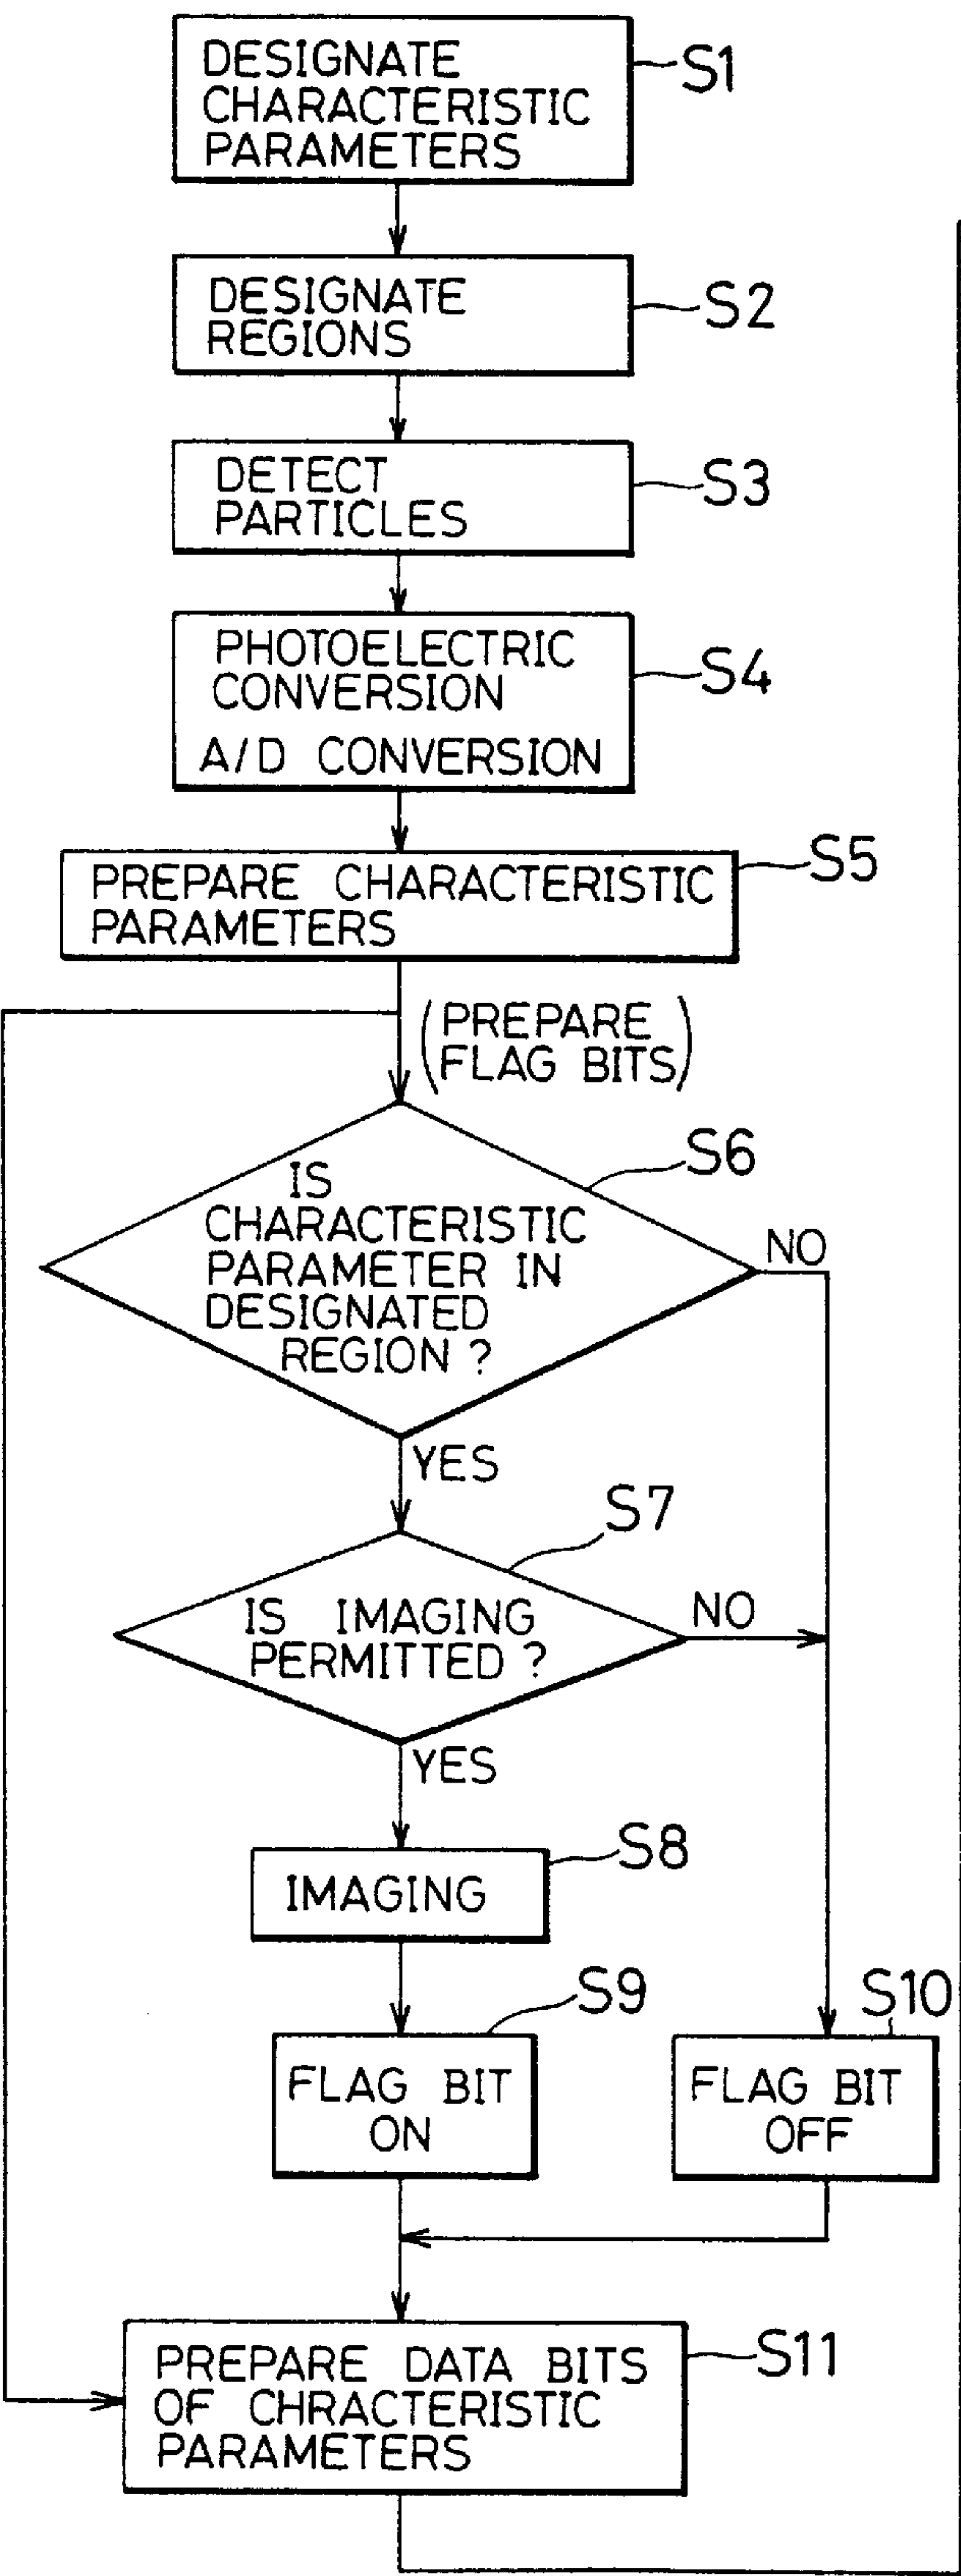 DESIGNATE
CHARACTERISTIC
PARAMETERS
S1
DESIGNATE
REGIONS
S2
DETECT
PARTICLES
S3
PHOTOELECTRIC
CONVERSION
A/D CONVERSION
S4
PREPARE CHARACTERISTIC
PARAMETERS
S5
(PREPARE
FLAG BITS)
IS
CHARACTERISTIC
PARAMETER IN
DESIGNATED
REGION ?
S6
NO
YES
IS IMAGING
PERMITTED ?
S7
NO
YES
IMAGING
S8
FLAG BIT
ON
S9
FLAG BIT
OFF
S10
PREPARE DATA BITS
OF CHRACTERISTIC
PARAMETERS
S11